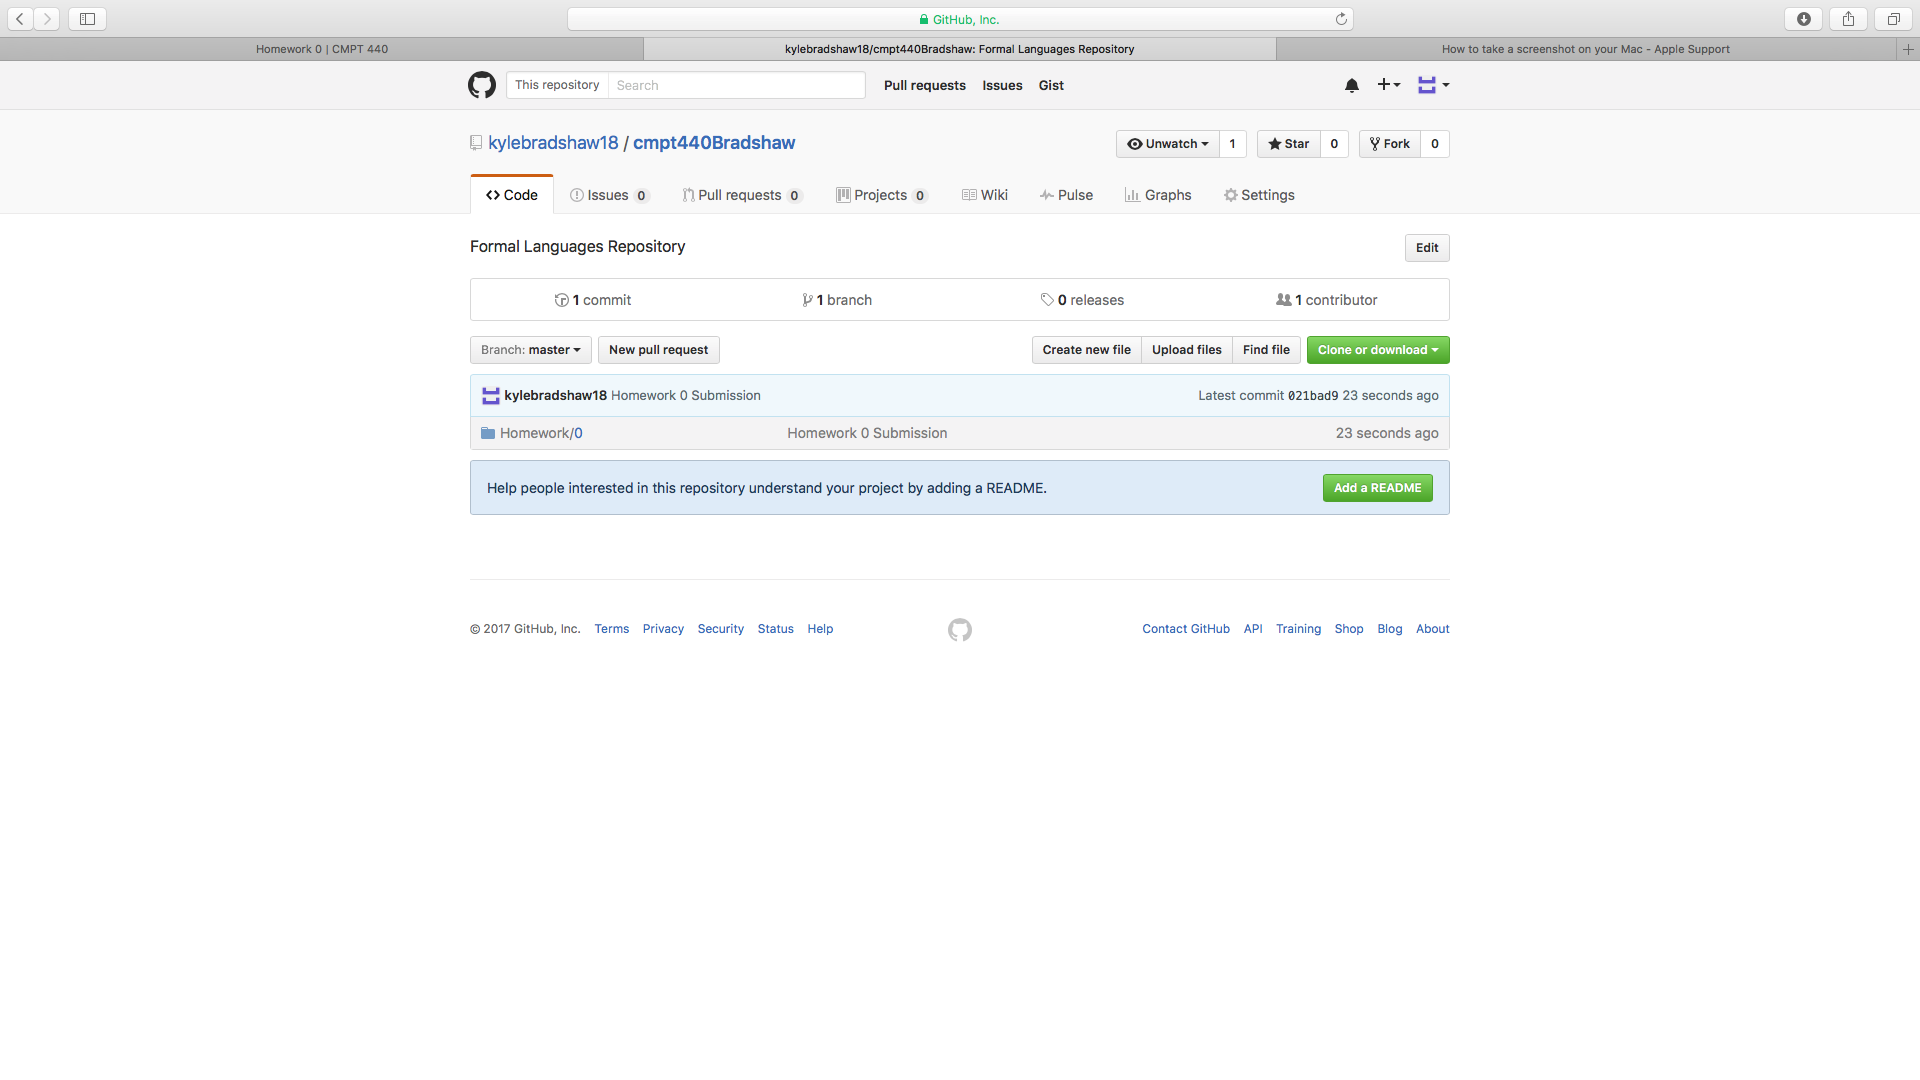 GitHub, Inc.
Homework 0 | CMPT 440
kylebradshaw18/cmpt440Bradshaw: Formal Languages Repository
How to take a screenshot on your Mac - Apple Support
This repository Search Pull requests Issues Gist
kylebradshaw18 / cmpt440Bradshaw Unwatch 1 Star 0 Fork 0
Code Issues 0 Pull requests 0 Projects 0 Wiki Pulse Graphs Settings
Formal Languages Repository Edit
1 commit 1 branch 0 releases 1 contributor
Branch: master New pull request Create new file Upload files Find file Clone or download
kylebradshaw18 Homework 0 Submission Latest commit 021bad9 23 seconds ago
Homework/0 Homework 0 Submission 23 seconds ago
Help people interested in this repository understand your project by adding a README. Add a README
© 2017 GitHub, Inc. Terms Privacy Security Status Help Contact GitHub API Training Shop Blog About